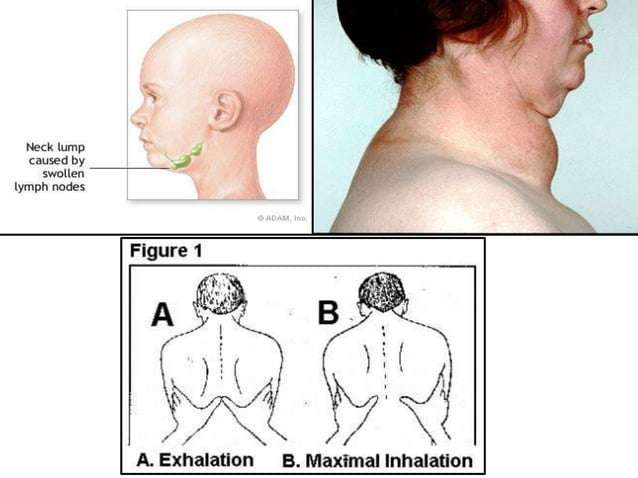 Neck lump
caused by
swollen
lymph nodes
© ADAM, Inc.
Figure 1
A
B
A. Exhalation
B. Maximal Inhalation